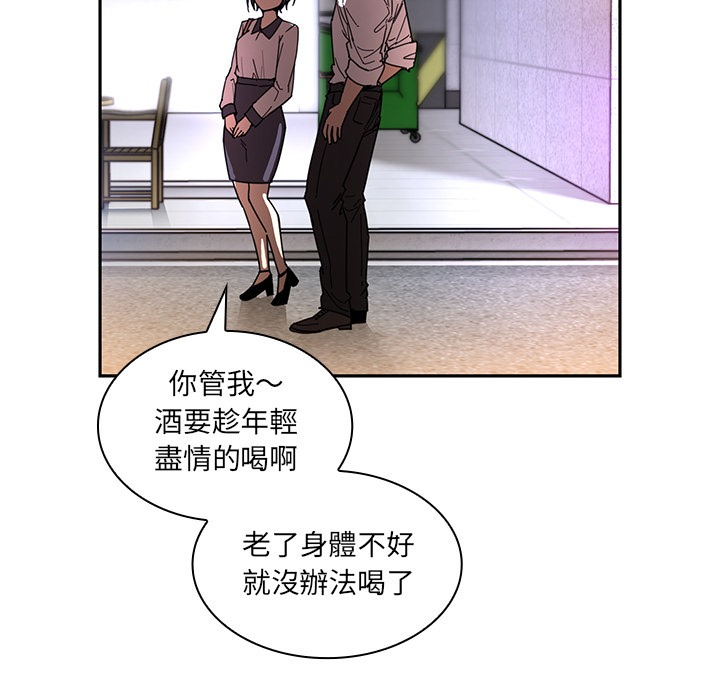 你管我～
酒要趁年輕
盡情的喝啊
老了身體不好
就沒辦法喝了